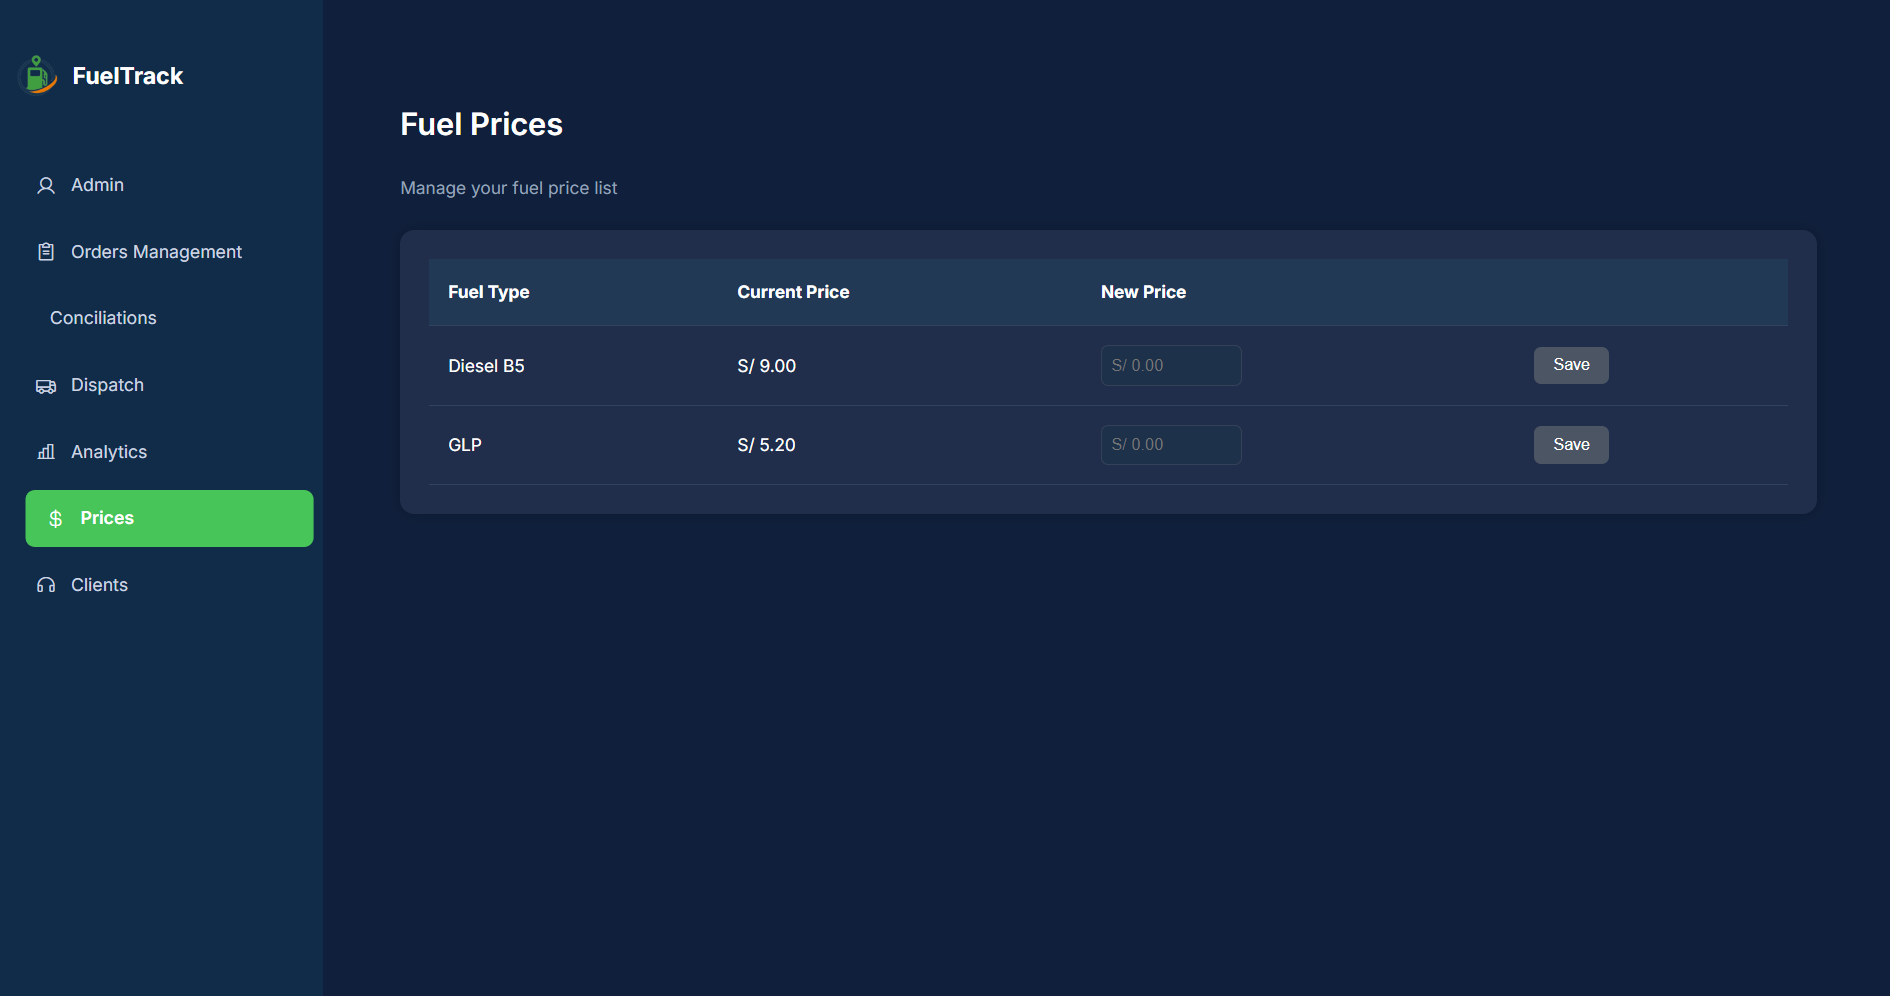 FuelTrack
Admin
Orders Management
Conciliations
Dispatch
Analytics
$ Prices
Clients
Fuel Prices
Manage your fuel price list
Fuel Type Current Price New Price
Diesel B5 S/ 9.00 S/ 0.00 Save
GLP S/ 5.20 S/ 0.00 Save